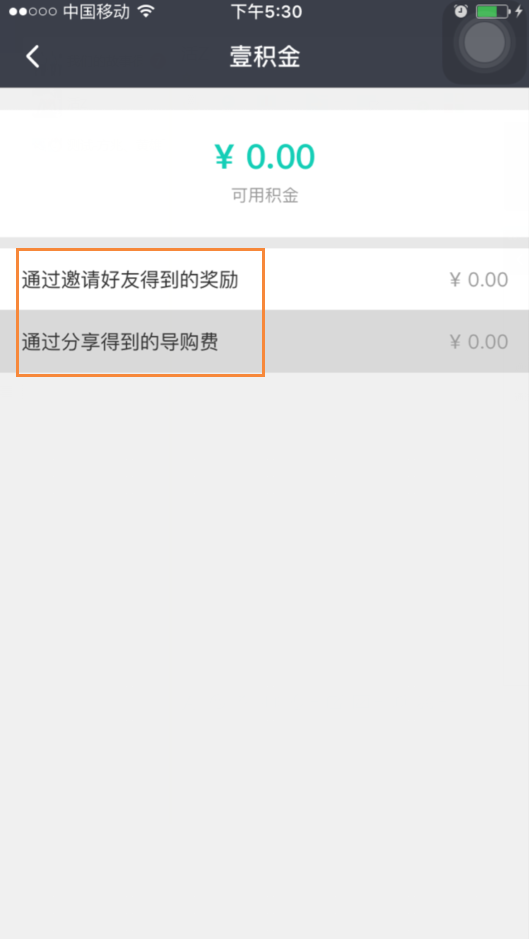 中国移动 下午5:30
壹积金
¥ 0.00
可用积金
通过邀请好友得到的奖励 ¥ 0.00
通过分享得到的导购费 ¥ 0.00